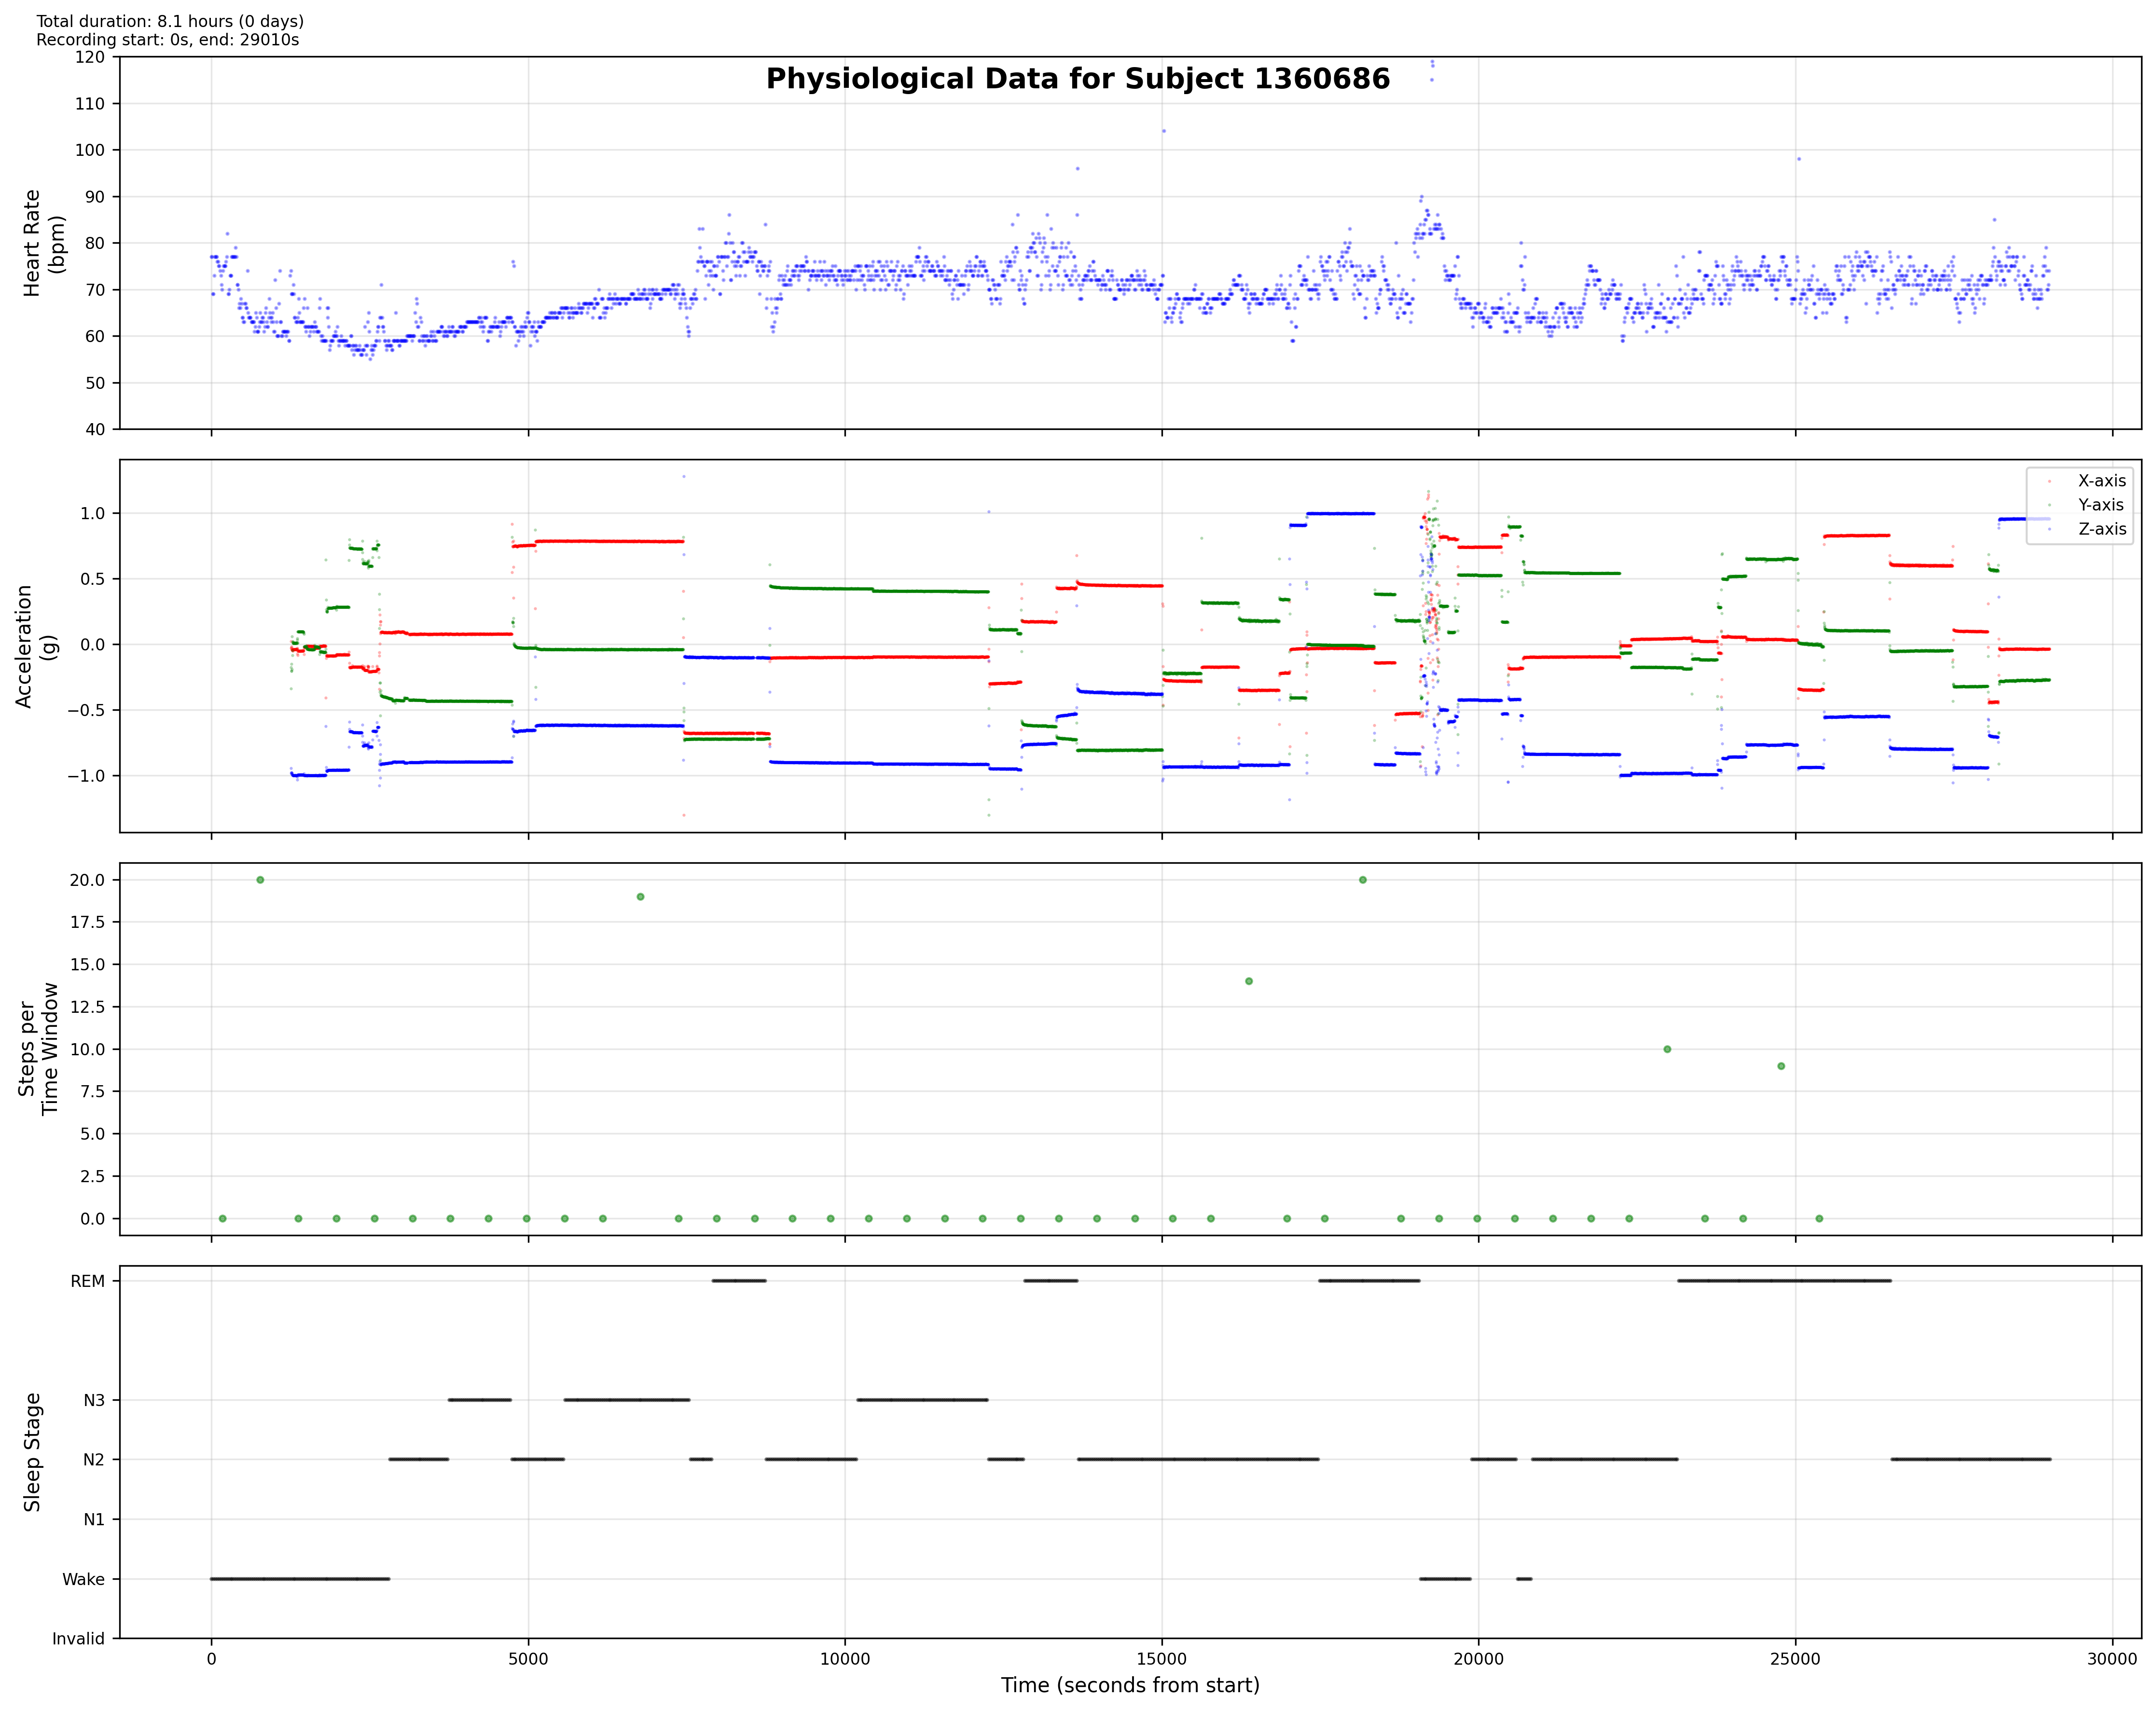 Total duration: 8.1 hours (0 days)
Recording start: 0s, end: 29010s
Physiological Data for Subject 1360686
Heart Rate
(bpm)
120
110
100
90
80
70
60
50
40
Acceleration
(g)
1.0
0.5
0.0
−0.5
−1.0
X-axis
Y-axis
Z-axis
Steps per
Time Window
20.0
17.5
15.0
12.5
10.0
7.5
5.0
2.5
0.0
Sleep Stage
REM
N3
N2
N1
Wake
Invalid
0 5000 10000 15000 20000 25000 30000
Time (seconds from start)